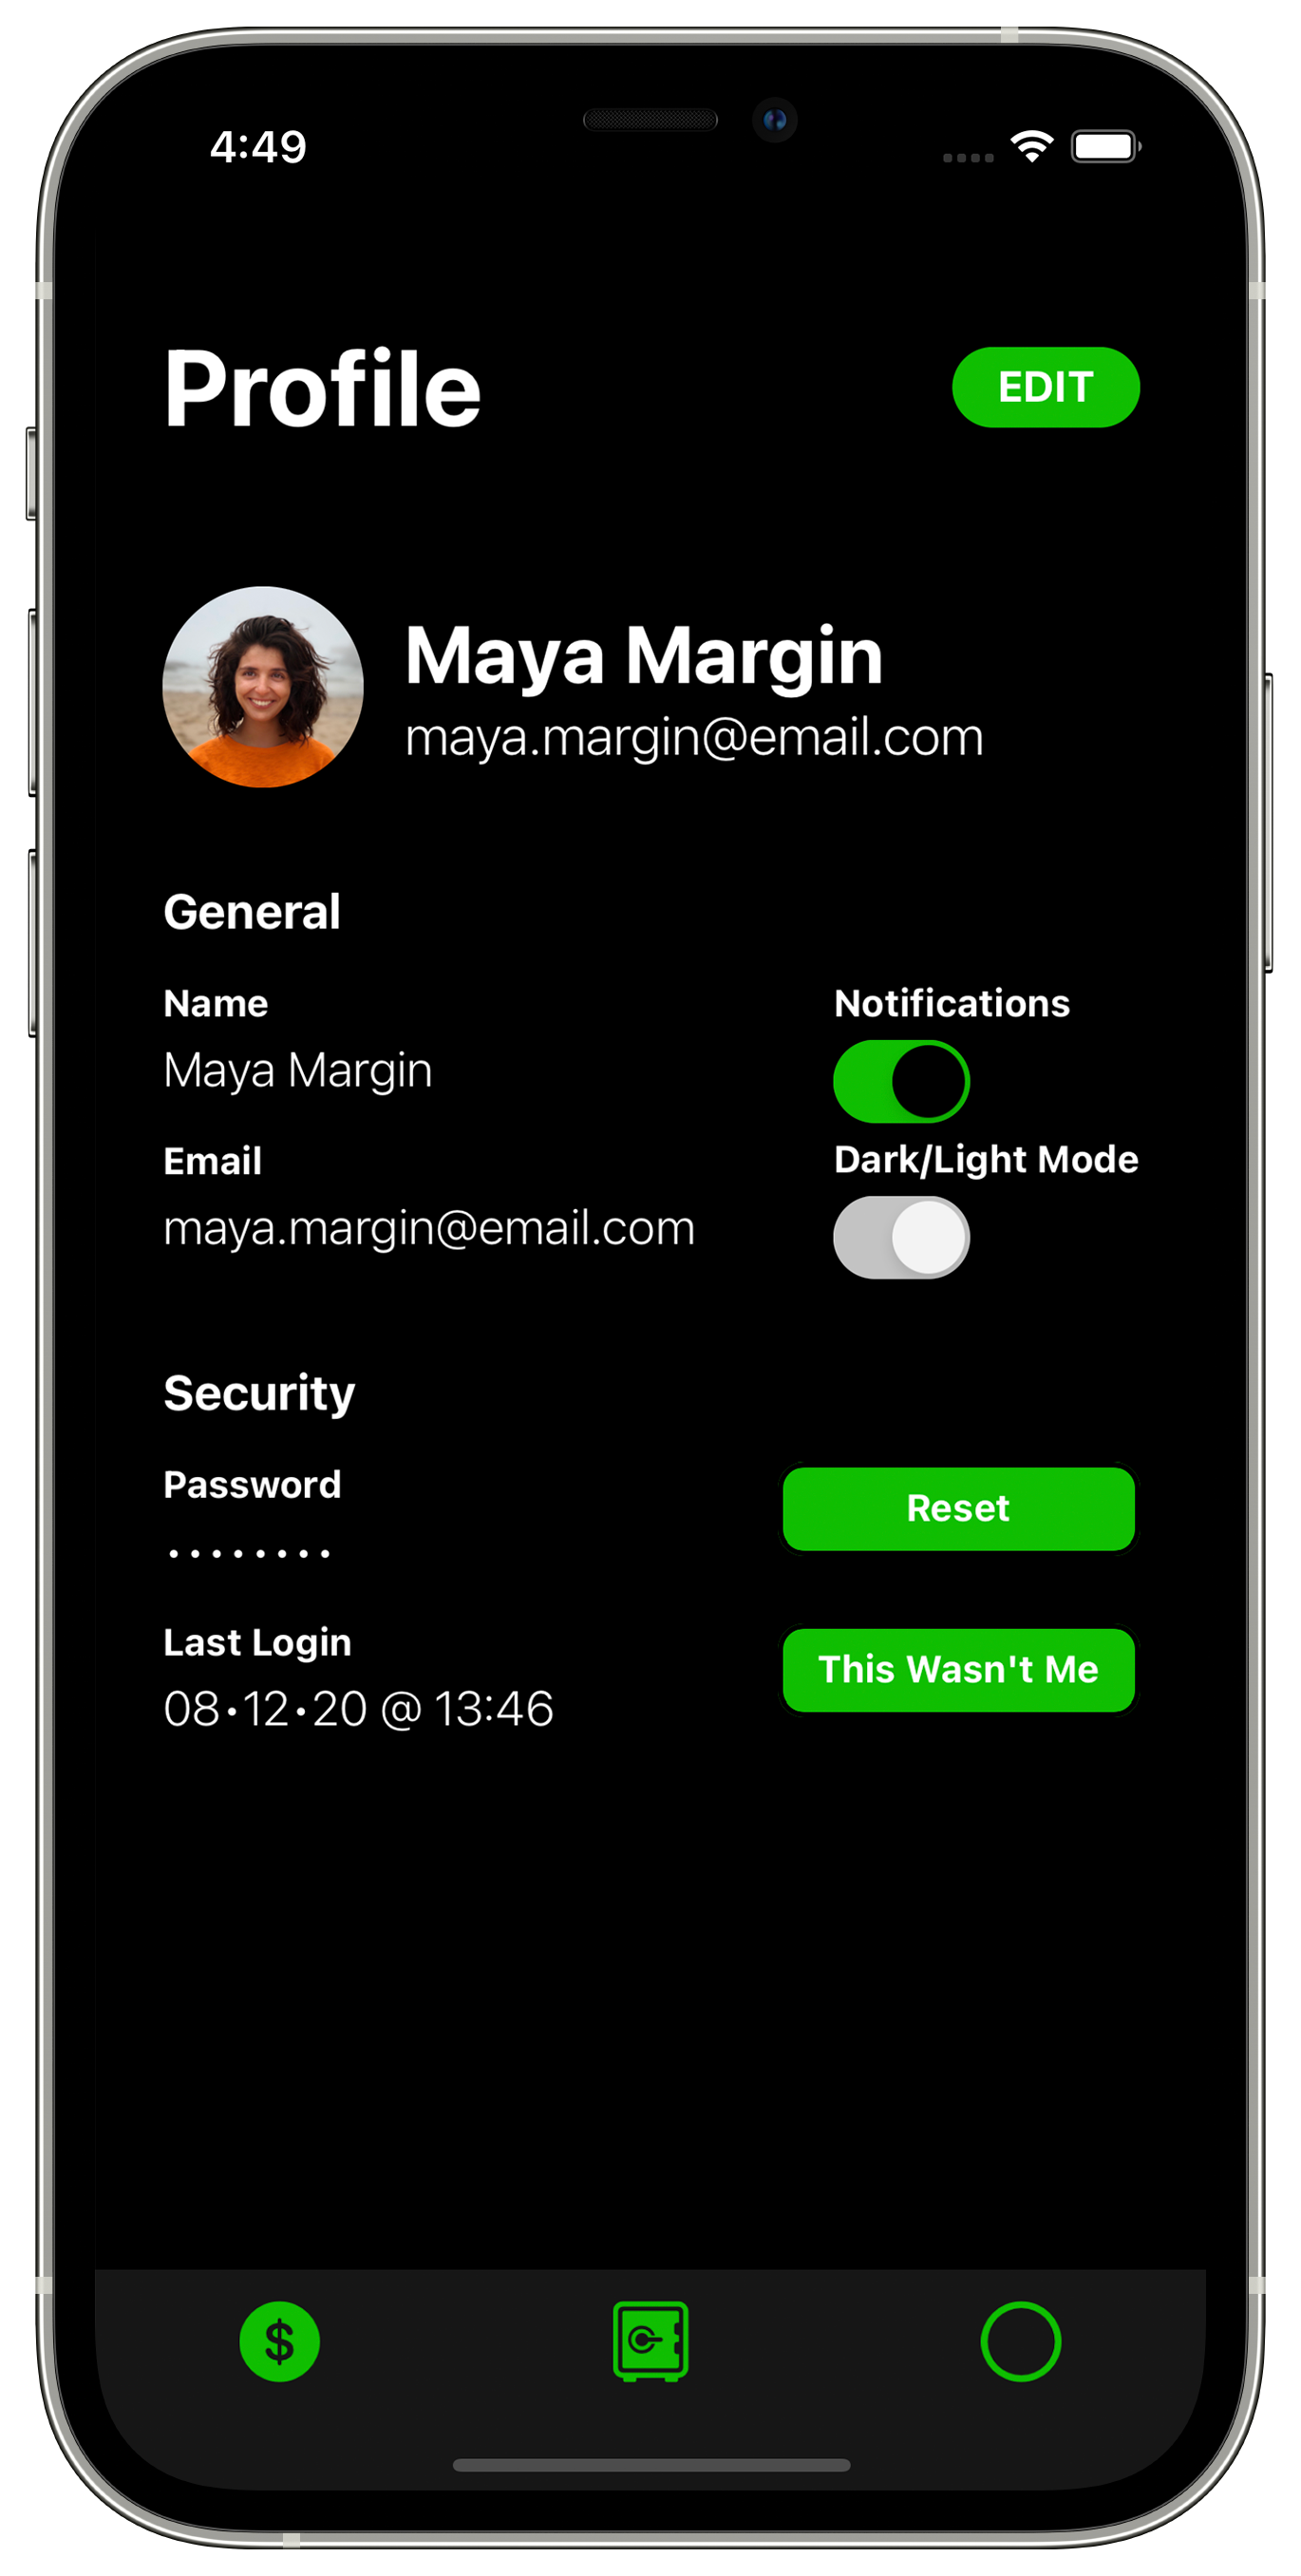 4:49
Profile
EDIT
Maya Margin
maya.margin@email.com
General
Name
Notifications
Maya Margin
Email
Dark/Light Mode
maya.margin@email.com
Security
Password
Reset
••••••••
Last Login
This Wasn't Me
08•12•20 @ 13:46
$